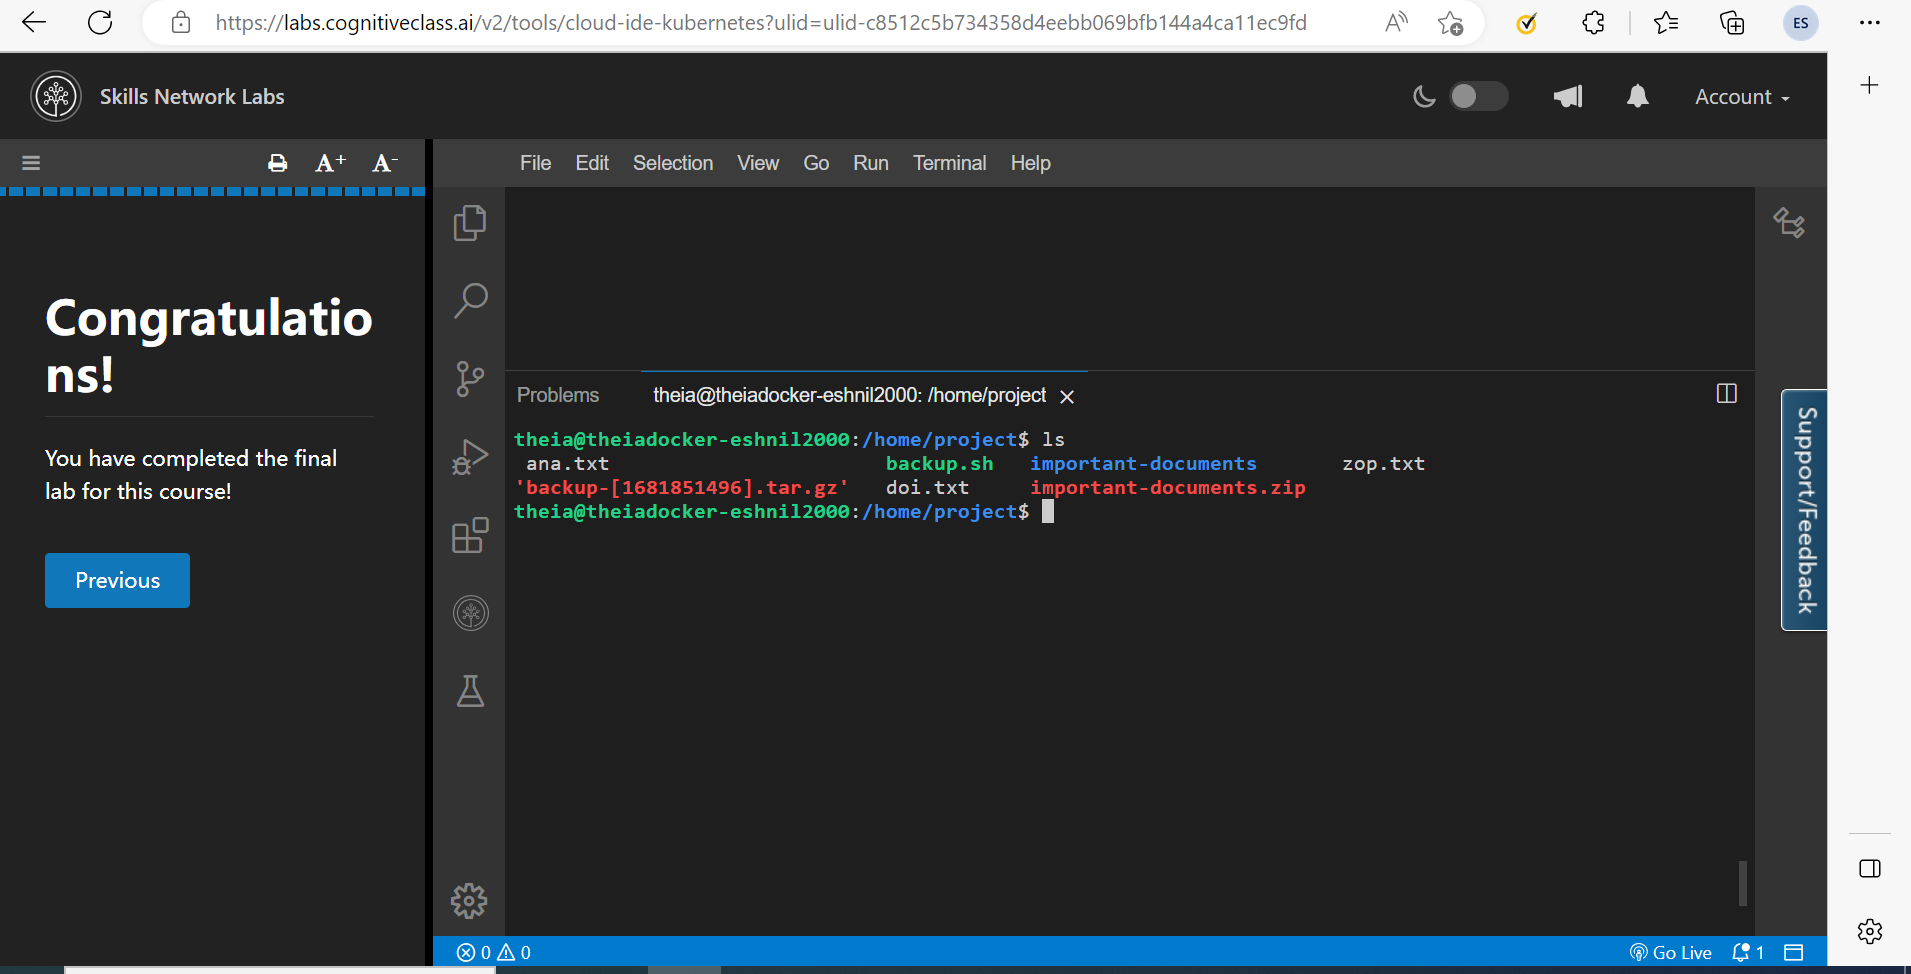 https://labs.cognitiveclass.ai/v2/tools/cloud-ide-kubernetes?ulid=ulid-c8512c5b734358d4eebb069bfb144a4ca11ec9fd
ES
Skills Network Labs
Account
A+ A-
File Edit Selection View Go Run Terminal Help
Congratulatio
ns!
You have completed the final
lab for this course!
Previous
Problems theia@theiadocker-eshnil2000: /home/project
theia@theiadocker-eshnil2000:/home/project$ ls
ana.txt backup.sh important-documents zop.txt
'backup-[1681851496].tar.gz' doi.txt important-documents.zip
theia@theiadocker-eshnil2000:/home/project$
Support/Feedback
0 0 Go Live 1